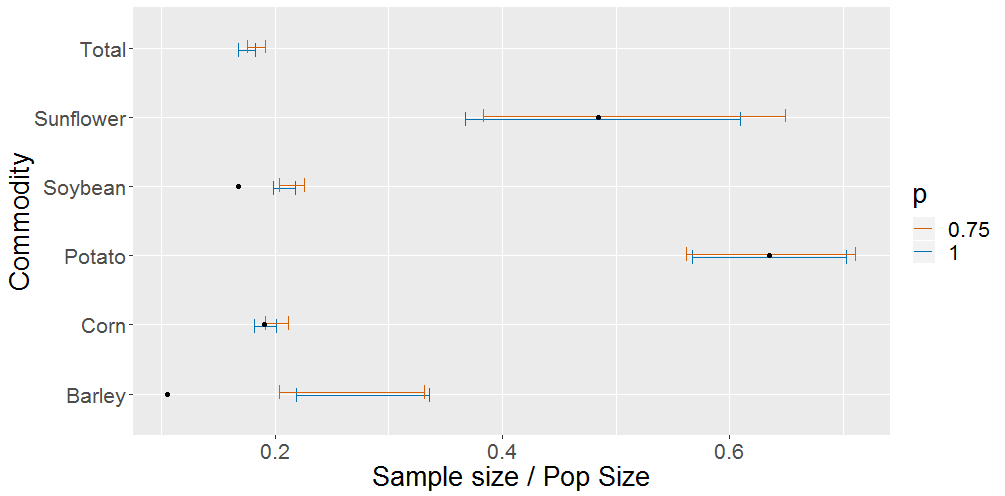 Total
Sunflower
Soybean
Potato
Corn
Barley
Commodity
0.2 0.4 0.6
Sample size / Pop Size
p
0.75
1